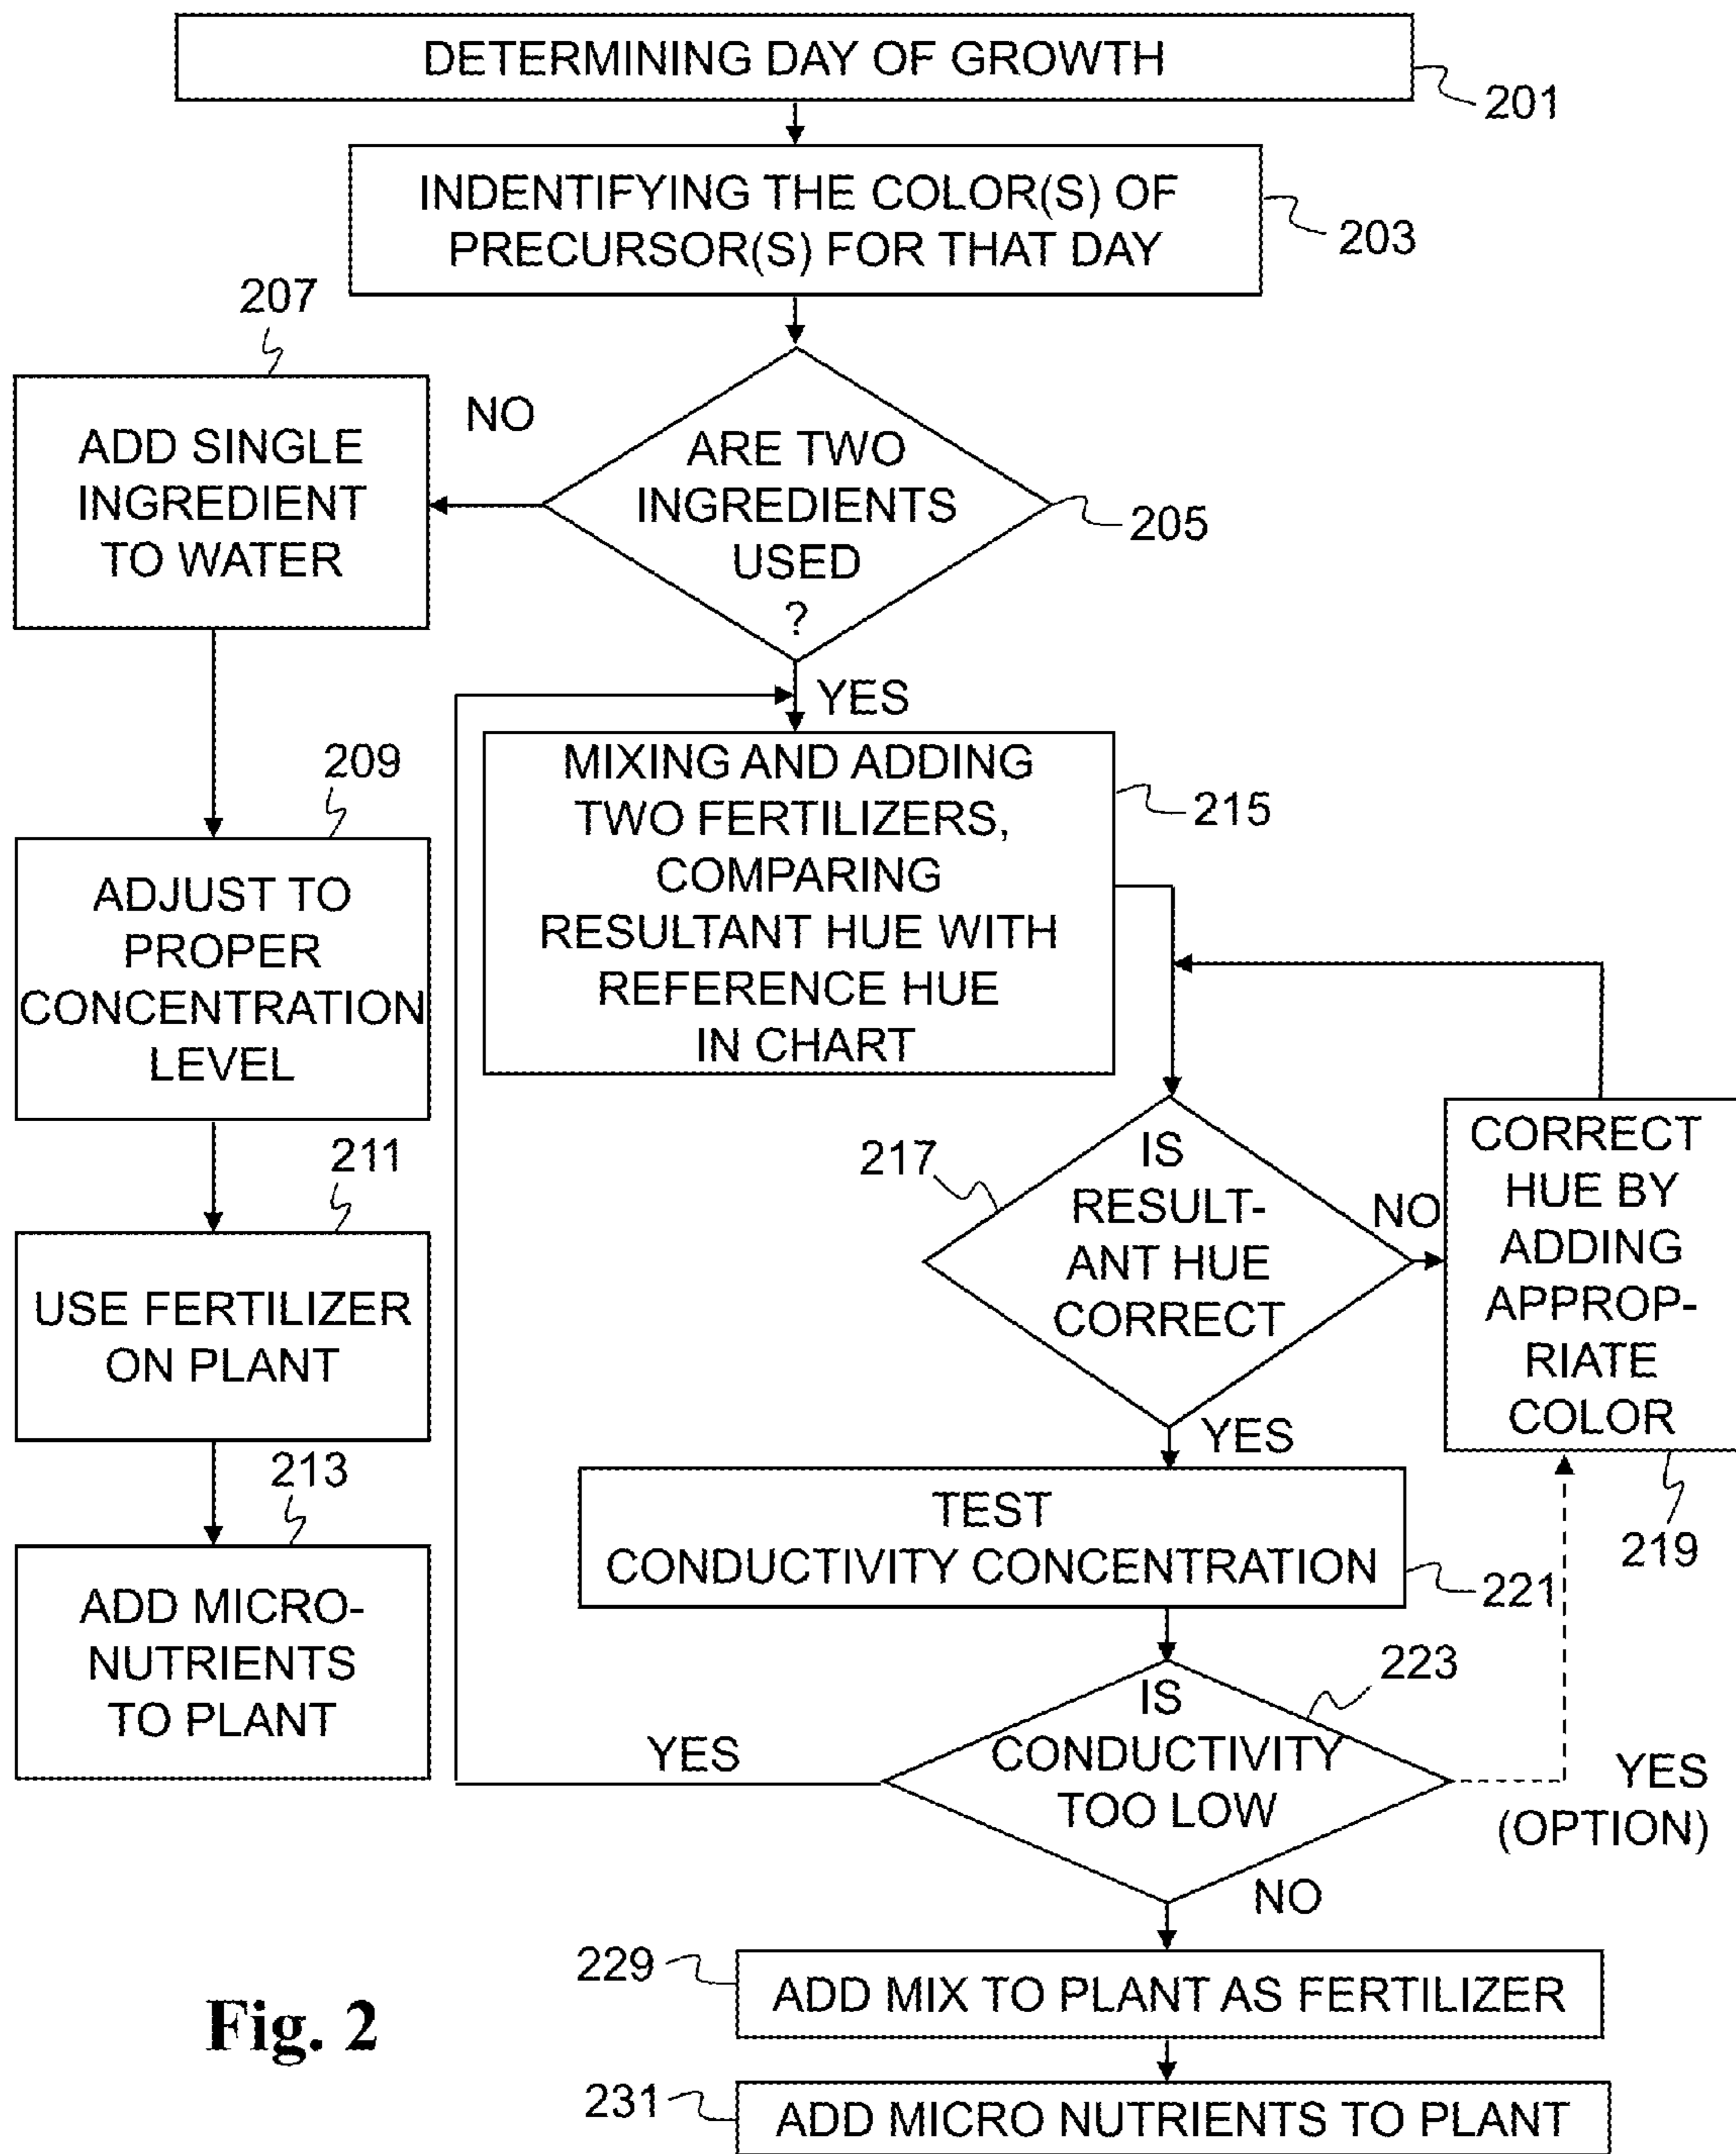 DETERMINING DAY OF GROWTH
201
INDENTIFYING THE COLOR(S) OF
PRECURSOR(S) FOR THAT DAY
203
207
ADD SINGLE
INGREDIENT
TO WATER
NO
ARE TWO
INGREDIENTS
USED
?
205
YES
209
ADJUST TO
PROPER
CONCENTRATION
LEVEL
MIXING AND ADDING
TWO FERTILIZERS,
COMPARING
RESULTANT HUE WITH
REFERENCE HUE
IN CHART
215
211
USE FERTILIZER
ON PLANT
217
IS
RESULT-
ANT HUE
CORRECT
NO
CORRECT
HUE BY
ADDING
APPROP-
RIATE
COLOR
219
YES
213
ADD MICRO-
NUTRIENTS
TO PLANT
TEST
CONDUCTIVITY CONCENTRATION
221
223
IS
CONDUCTIVITY
TOO LOW
YES
YES
(OPTION)
NO
229
ADD MIX TO PLANT AS FERTILIZER
231
ADD MICRO NUTRIENTS TO PLANT
Fig. 2